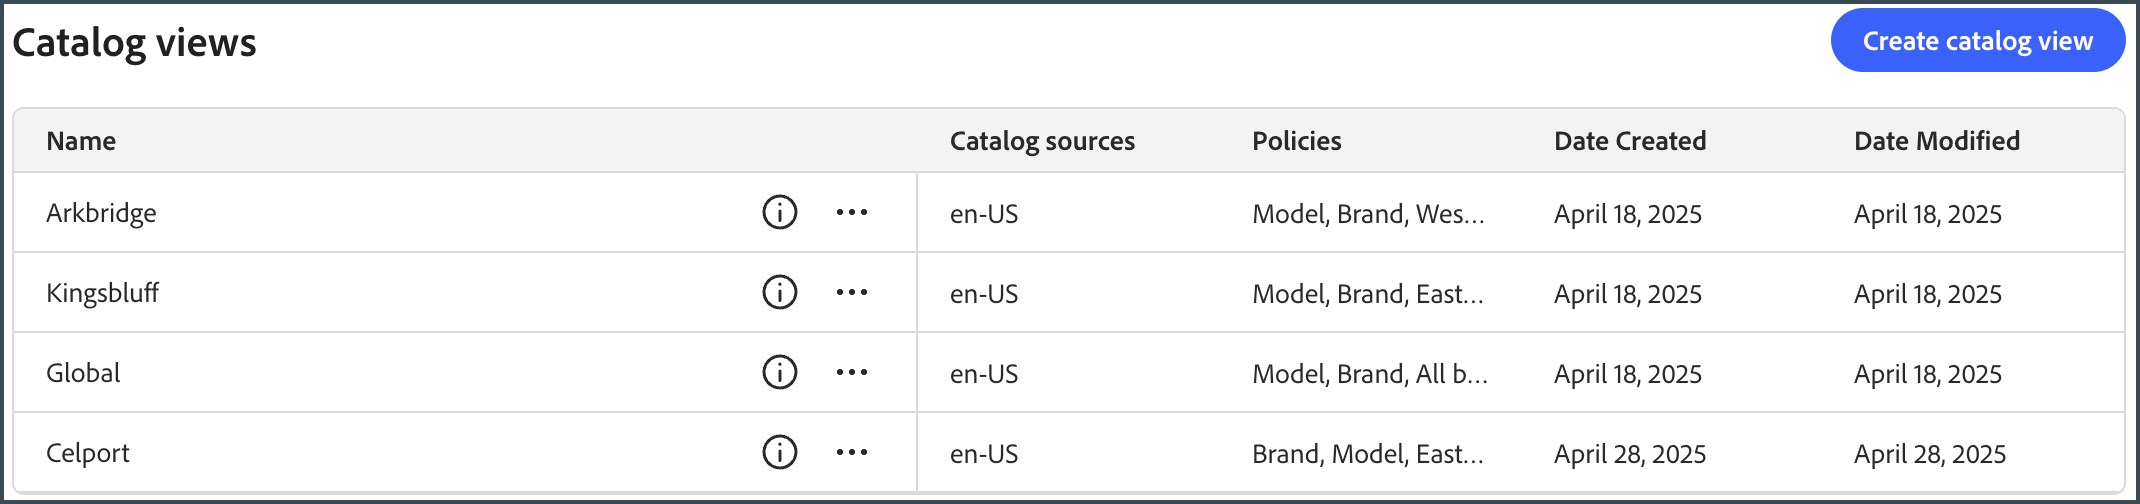 Catalog views
Create catalog view
Name Catalog sources Policies Date Created Date Modified
Arkbridge en-US Model, Brand, Wes... April 18, 2025 April 18, 2025
Kingsbluff en-US Model, Brand, East... April 18, 2025 April 18, 2025
Global en-US Model, Brand, All b... April 18, 2025 April 18, 2025
Celport en-US Brand, Model, East... April 28, 2025 April 28, 2025